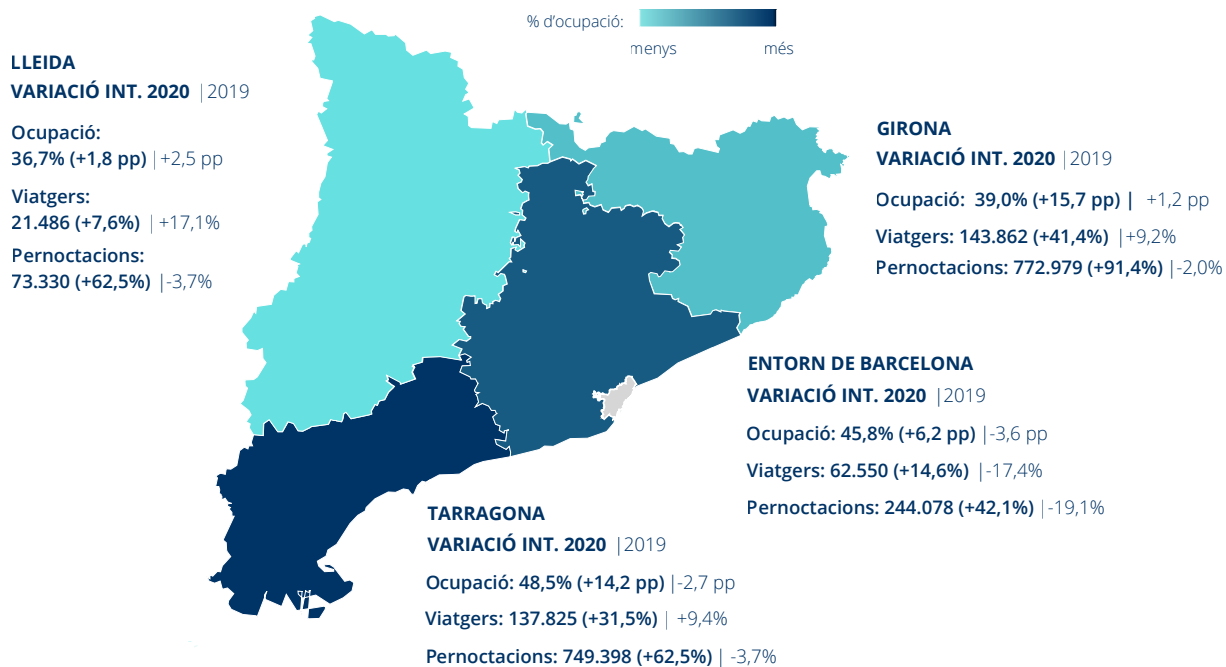 % d’ocupació:
menys més
LLEIDA
VARIACIÓ INT. 2020 |2019
Ocupació:
36,7% (+1,8 pp) |+2,5 pp
Viatgers:
21.486 (+7,6%) | +17,1%
Pernoctacions:
73.330 (+62,5%) |-3,7%
GIRONA
VARIACIÓ INT. 2020 |2019
Ocupació: 39,0% (+15,7 pp) | +1,2 pp
Viatgers: 143.862 (+41,4%) |+9,2%
Pernoctacions: 772.979 (+91,4%) |-2,0%
ENTORN DE BARCELONA
VARIACIÓ INT. 2020 |2019
Ocupació: 45,8% (+6,2 pp) |-3,6 pp
Viatgers: 62.550 (+14,6%) |-17,4%
Pernoctacions: 244.078 (+42,1%) |-19,1%
TARRAGONA
VARIACIÓ INT. 2020 |2019
Ocupació: 48,5% (+14,2 pp) |-2,7 pp
Viatgers: 137.825 (+31,5%) | +9,4%
Pernoctacions: 749.398 (+62,5%) | -3,7%